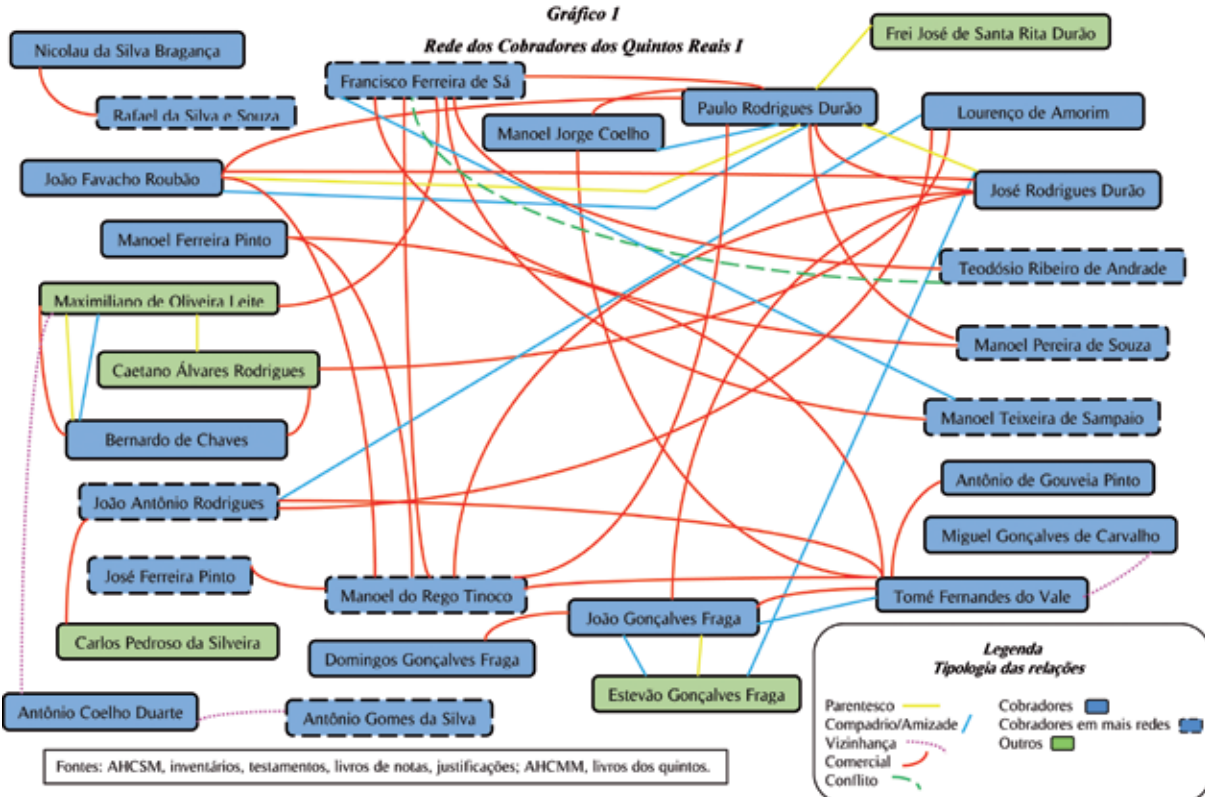 Gráfico 1
Rede dos Cobradores dos Quintos Reais I
Frei José de Santa Rita Durão
Nicolau da Silva Bragança
Francisco Ferreira de Sá
Paulo Rodrigues Durão
Lourenço de Amorim
Rafael da Silva e Souza
Manoel Jorge Coelho
João Favacho Roubão
José Rodrigues Durão
Manoel Ferreira Pinto
Teodósio Ribeiro de Andrade
Maximiliano de Oliveira Leite
Manoel Pereira de Souza
Caetano Álvares Rodrigues
Manoel Teixeira de Sampaio
Bernardo de Chaves
Antônio de Gouveia Pinto
João Antônio Rodrigues
Miguel Gonçalves de Carvalho
José Ferreira Pinto
Manoel do Rego Tinoco
Tomé Fernandes do Vale
João Gonçalves Fraga
Carlos Pedroso da Silveira
Domingos Gonçalves Fraga
Estevão Gonçalves Fraga
Antônio Coelho Duarte
Antônio Gomes da Silva
Legenda
Tipologia das relações
Parentesco
Compadrio/Amizade
Vizinhança
Comercial
Conflito
Cobradores
Cobradores em mais redes
Outros
Fontes: AHCSM, inventários, testamentos, livros de notas, justificações; AHCMM, livros dos quintos.